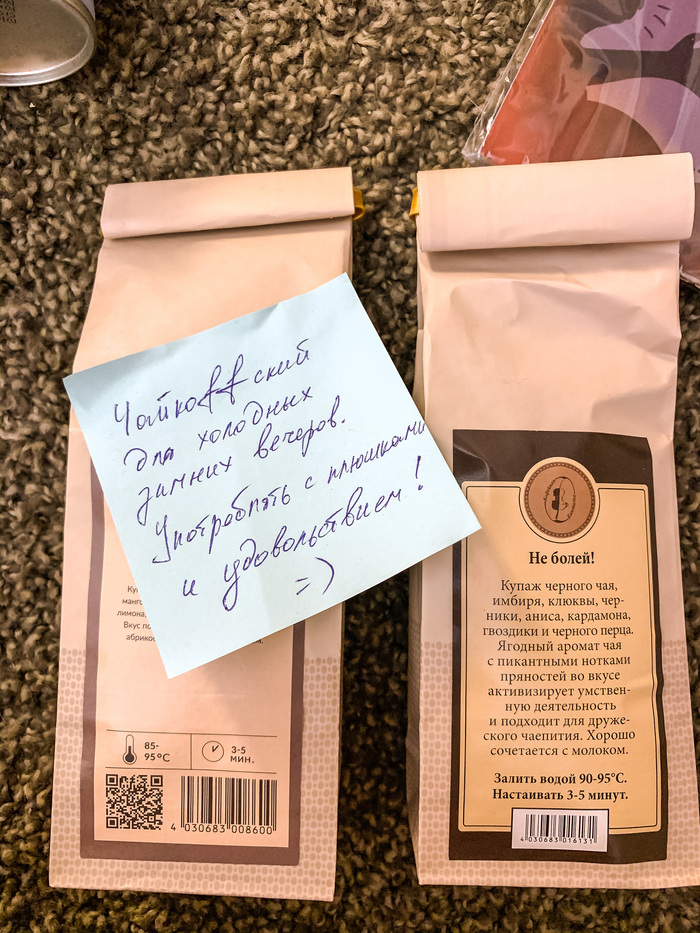 Чайкоffский
для холодных
зимних вечеров.
Употреблять с плюшками
и удовольствием!
=)
лимона,
Вкус
85-
95°C
3-5
МИН.
4 030683 008600
Не болей!
Купаж черного чая,
имбиря, клюквы, чер-
ники, аниса, кардамона,
гвоздики и черного перца.
Ягодный аромат чая
с пикантными нотками
пряностей во вкусе
активизирует умствен-
ную деятельность
и подходит для друже-
ского чаепития. Хорошо
сочетается с молоком.
Залить водой 90-95°C.
Настаивать 3-5 минут.
4 030683 016131